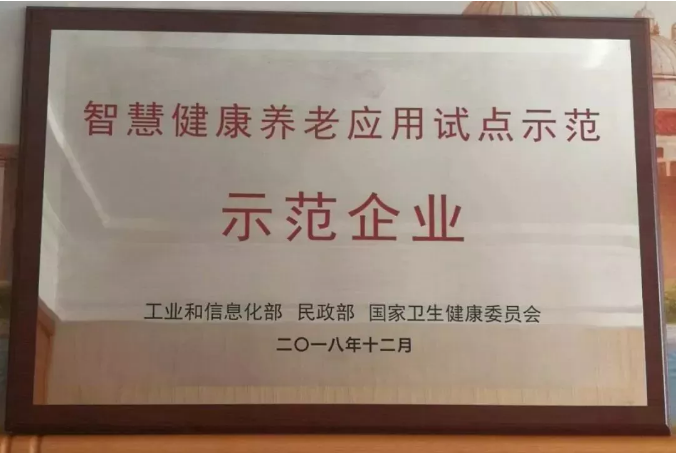 智慧健康养老应用试点示范
示范企业
工业和信息化部 民政部 国家卫生健康委员会
二〇一八年十二月